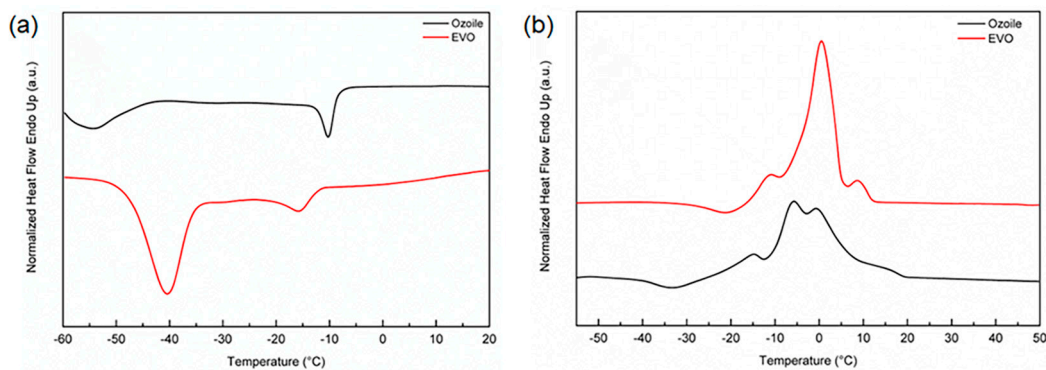 (a)
Ozoile
EVO
Normalized Heat Flow Endo Up (a.u.)
-60 -50 -40 -30 -20 -10 0 10 20
Temperature (°C)
(b)
Ozoile
EVO
Normalized Heat Flow Endo Up (a.u.)
-50 -40 -30 -20 -10 0 10 20 30 40 50
Temperature (°C)